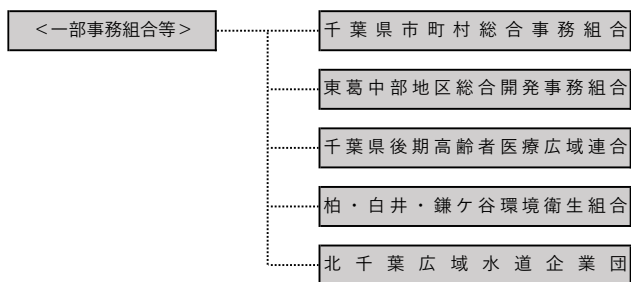 ＜一部事務組合等＞
千葉県市町村総合事務組合
東葛中部地区総合開発事務組合
千葉県後期高齢者医療広域連合
柏・白井・鎌ケ谷環境衛生組合
北千葉広域水道企業団